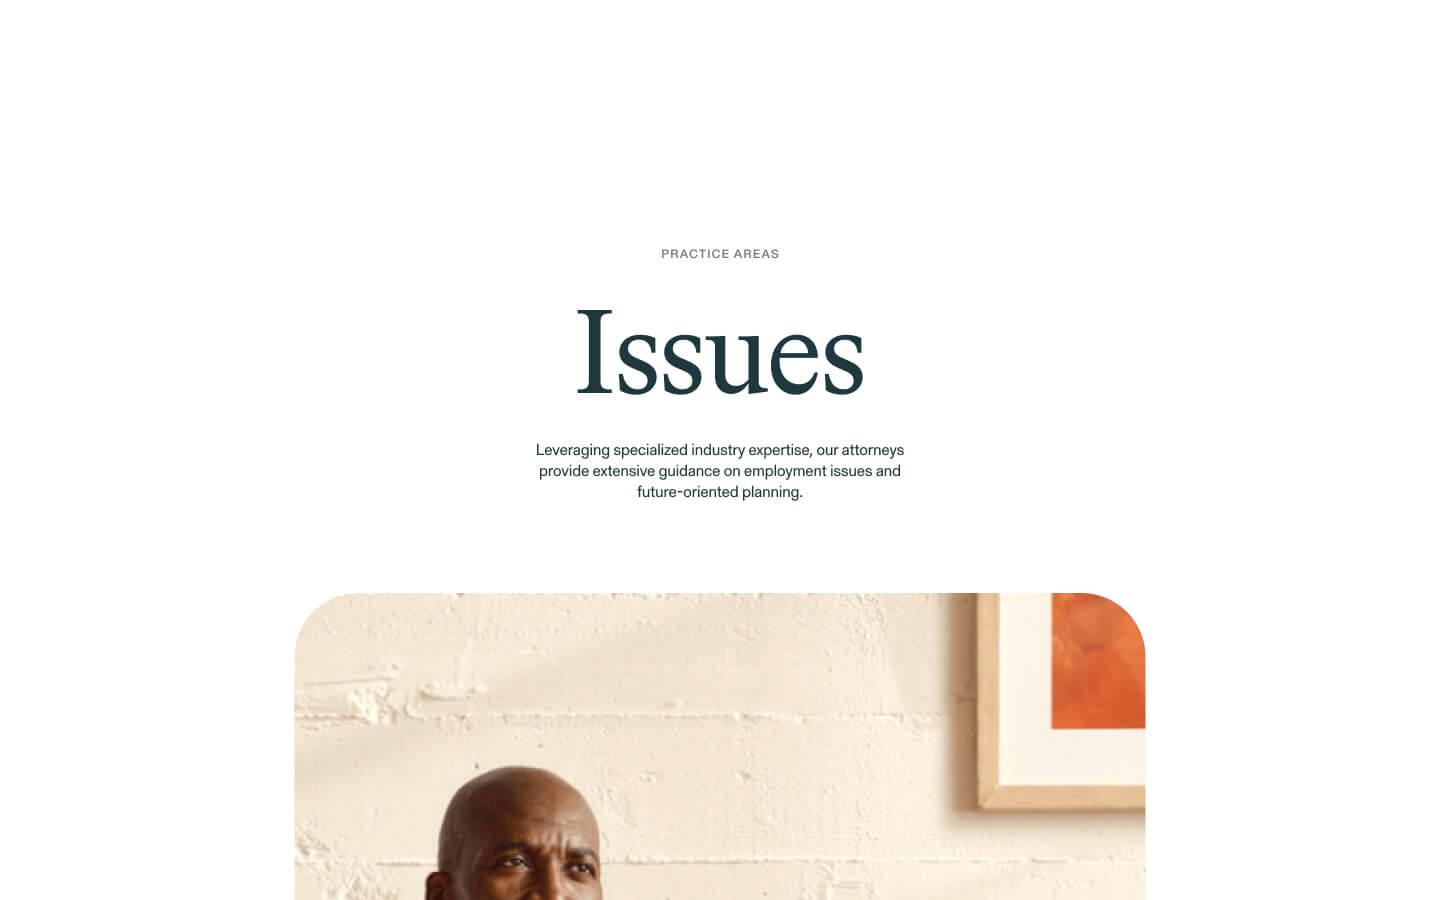 PRACTICE AREAS
Issues
Leveraging specialized industry expertise, our attorneys
provide extensive guidance on employment issues and
future-oriented planning.